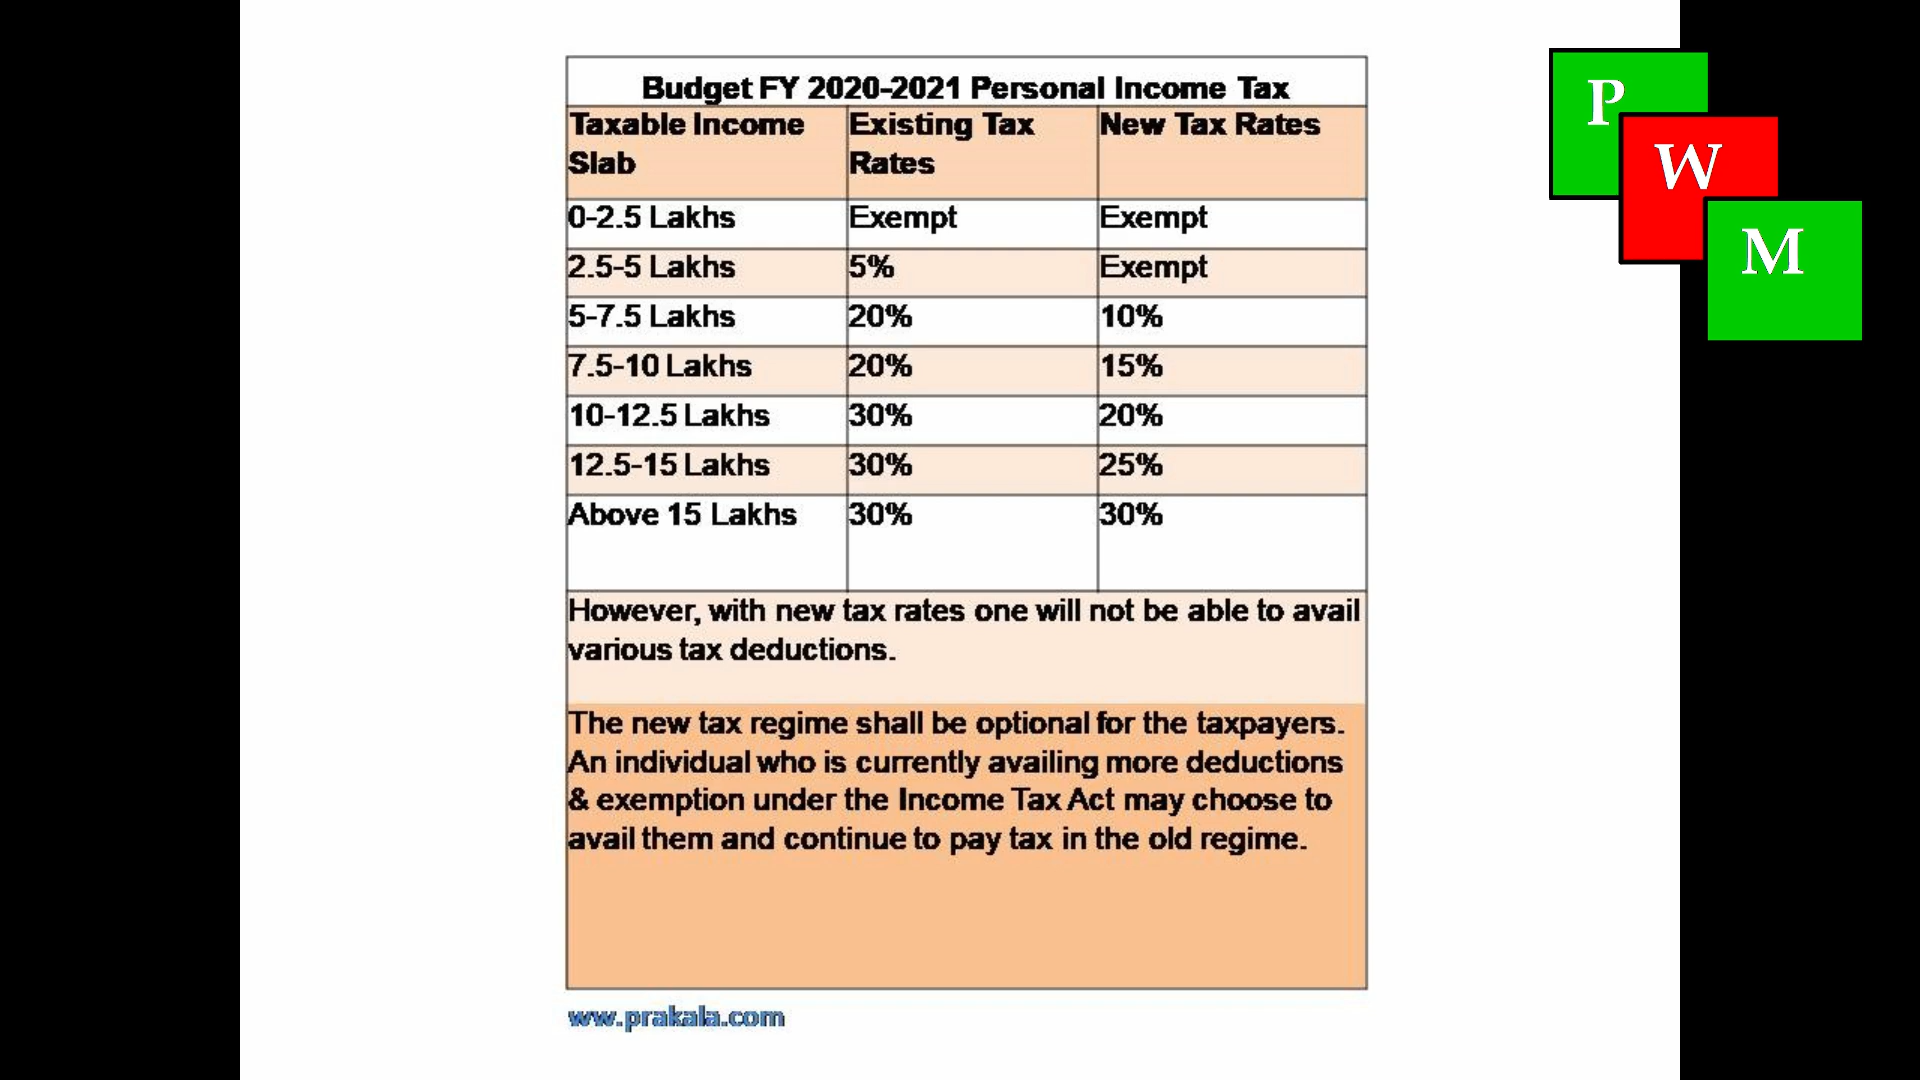 Budget FY 2020-2021 Personal Income Tax
Taxable Income Slab Existing Tax Rates New Tax Rates
0-2.5 Lakhs Exempt Exempt
2.5-5 Lakhs 5% Exempt
5-7.5 Lakhs 20% 10%
7.5-10 Lakhs 20% 15%
10-12.5 Lakhs 30% 20%
12.5-15 Lakhs 30% 25%
Above 15 Lakhs 30% 30%
However, with new tax rates one will not be able to avail
various tax deductions.
The new tax regime shall be optional for the taxpayers.
An individual who is currently availing more deductions
& exemption under the Income Tax Act may choose to
avail them and continue to pay tax in the old regime.
ww.prakala.com
P
W
M